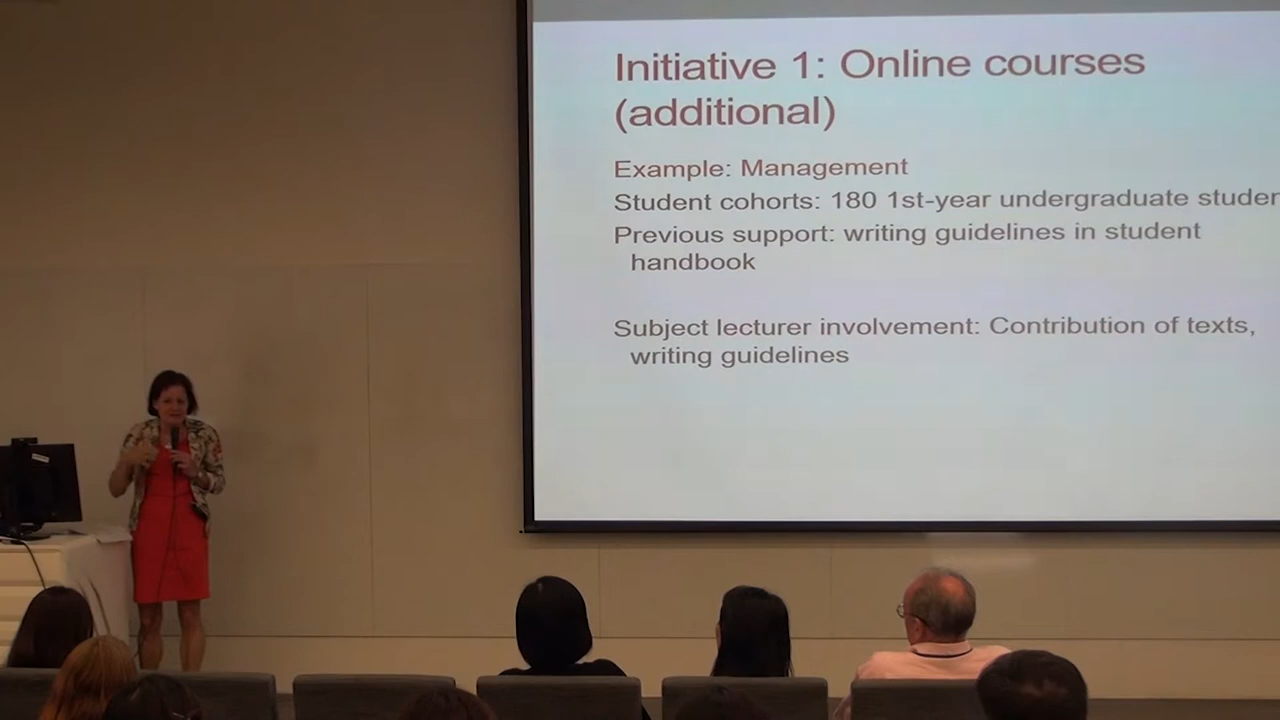 Initiative 1: Online courses
(additional)
Example: Management
Student cohorts: 180 1st-year undergraduate studen
Previous support: writing guidelines in student
handbook
Subject lecturer involvement: Contribution of texts,
writing guidelines